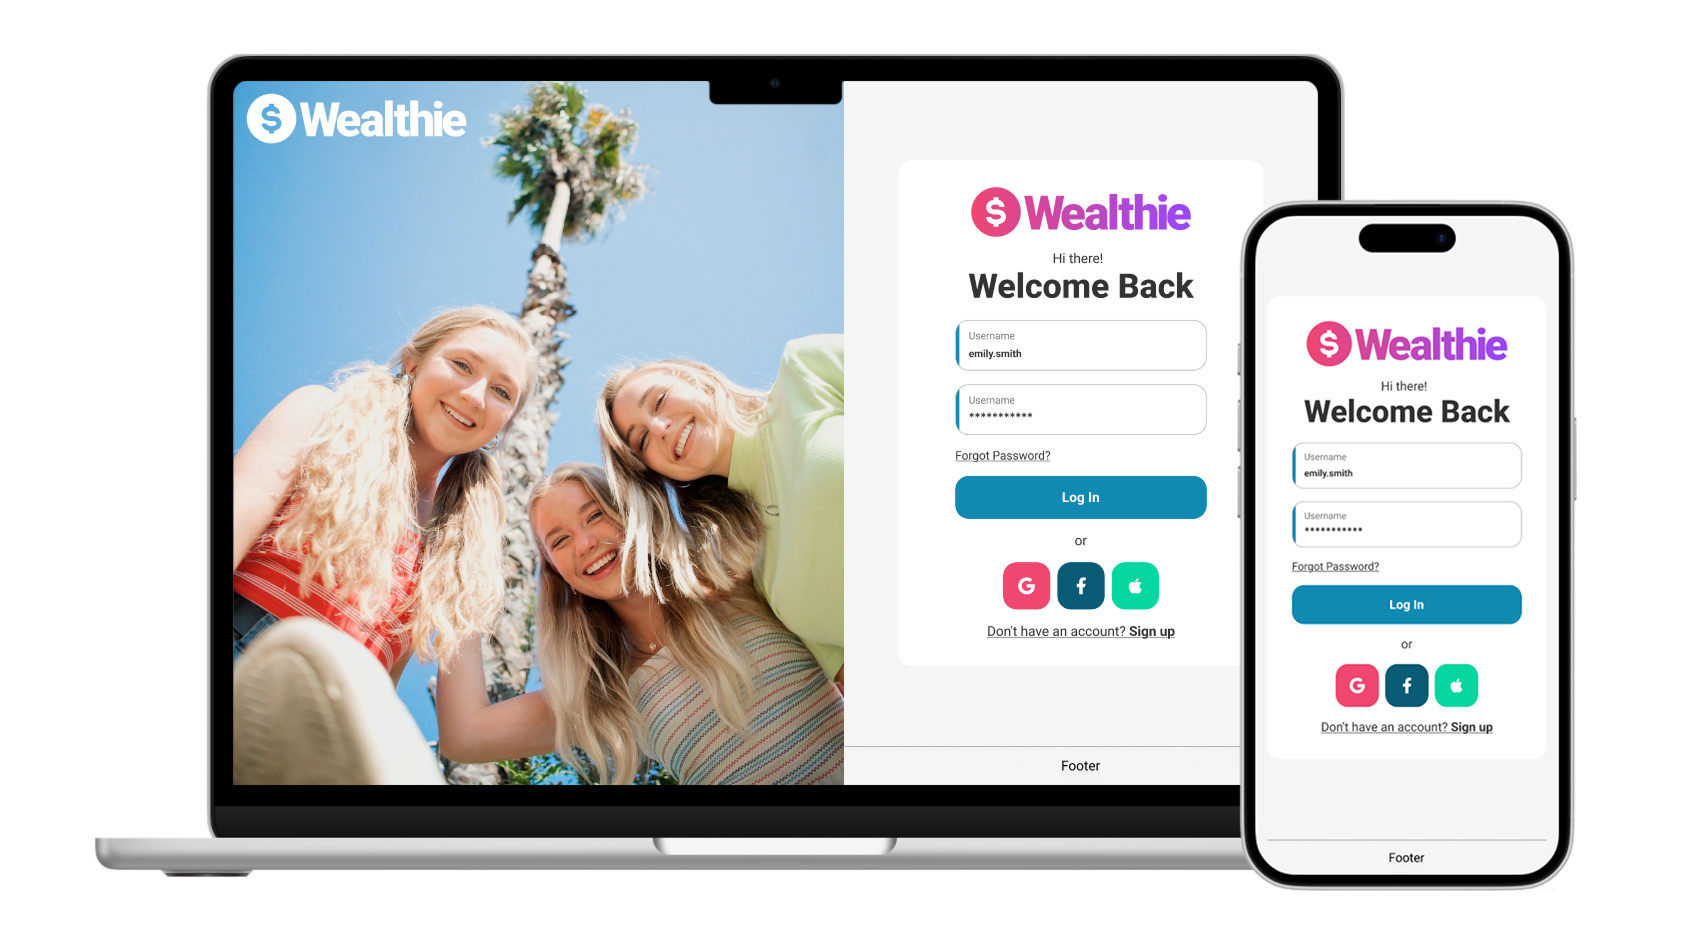 Wealthie
Wealthie
Hi there!
Welcome Back
Username
emily.smith
Username
***********
Forgot Password?
Log In
or
G f
Don't have an account? Sign up
Footer
Wealthie
Hi there!
Welcome Back
Username
emily.smith
Username
***********
Forgot Password?
Log In
or
G f
Don't have an account? Sign up
Footer